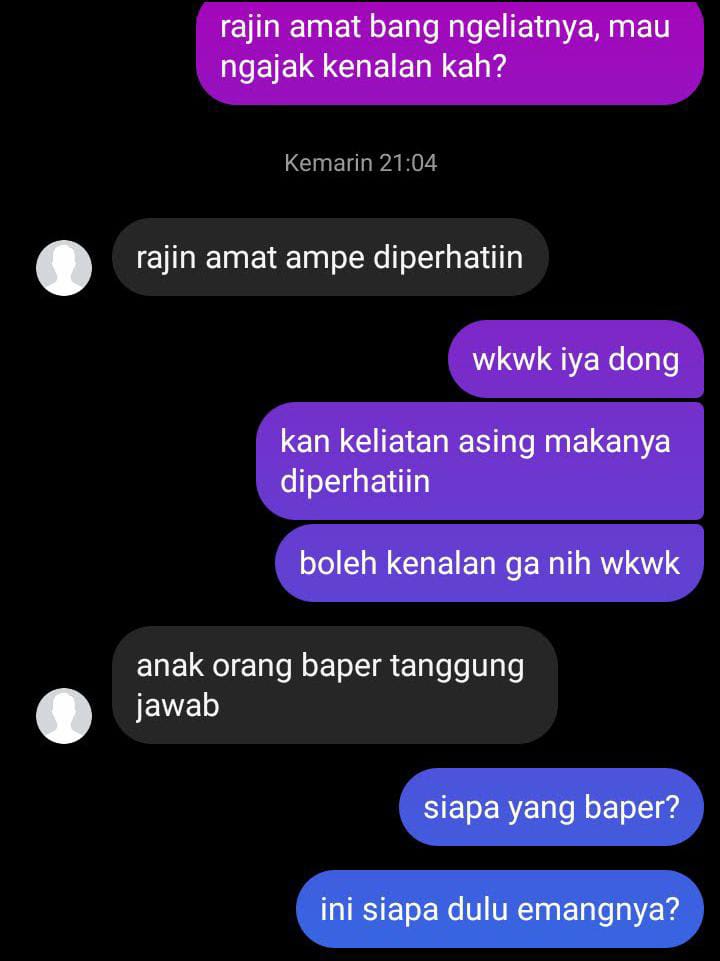 rajin amat bang ngeliatnya, mau
ngajak kenalan kah?
Kemarin 21:04
rajin amat ampe diperhatiin
wkwk iya dong
kan keliatan asing makanya
diperhatiin
boleh kenalan ga nih wkwk
anak orang baper tanggung
jawab
siapa yang baper?
ini siapa dulu emangnya?